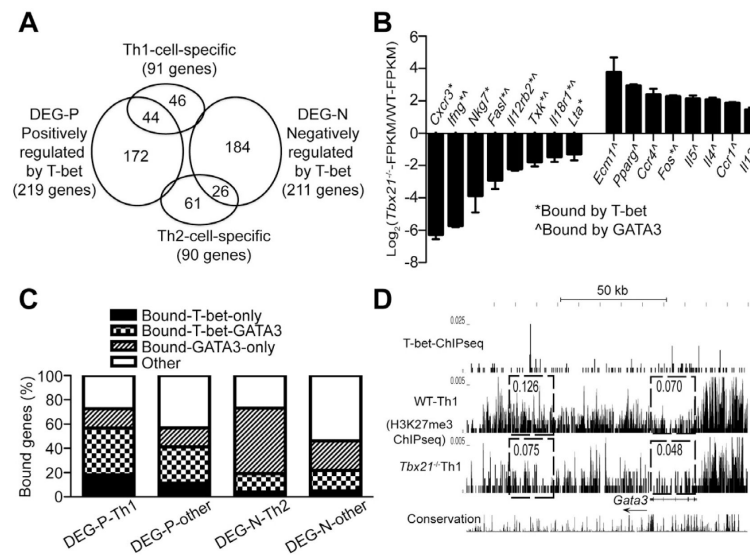 A
Th1-cell-specific
(91 genes)
46
44
DEG-P
Positively
regulated
by T-bet
(219 genes)
172
184
DEG-N
Negatively
regulated
by T-bet
(211 genes)
26
61
Th2-cell-specific
(90 genes)
B
Log2(Tbx21-/--FPKM/WT-FPKM)
4
2
0
-2
-4
-6
-8
Cxcr3*
Ifng*^
Nkg7*
Fasl*^
Il12rb2*^
Txk*^
Il18r1*^
Lta*
Ecm1^
Pparg^
Ccr4^
Fos*^
Il5^
Il4^
Ccr1^
*Bound by T-bet
^Bound by GATA3
C
Bound-T-bet-only
Bound-T-bet-GATA3
Bound-GATA3-only
Other
Bound genes (%)
100
80
60
40
20
0
DEG-P-Th1
DEG-P-other
DEG-N-Th2
DEG-N-other
D
50 kb
0.025
T-bet-ChIPseq
0.005
WT-Th1
(H3K27me3
ChIPseq)
0.126
0.070
0.005
Tbx21-/-Th1
0.075
0.048
Gata3
Conservation